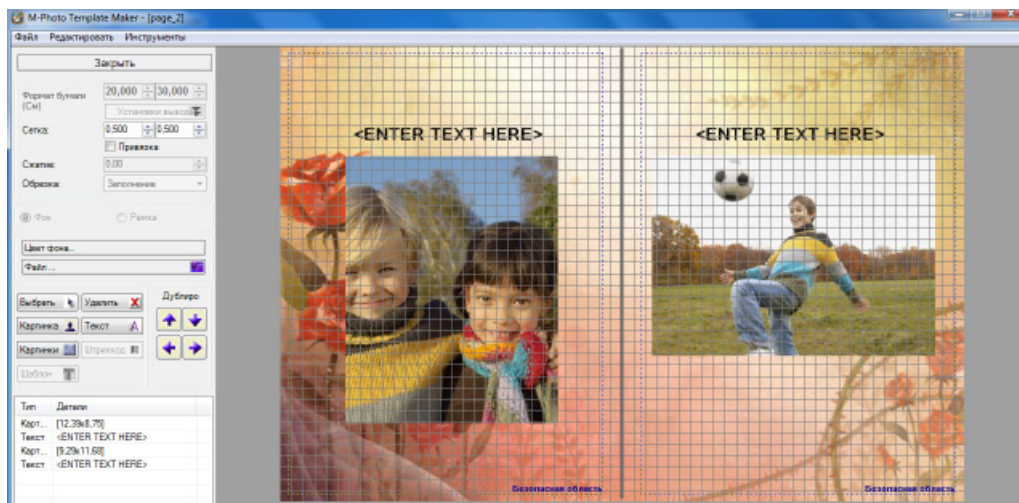 M-Photo Template Maker - [page_2]
Файл Редактировать Инструменты
Закрыть
Формат бумаги (См) 20,000 30,000
Установки вывода
Сетка: 0,500 0,500
Привязка
Сжатие: 0,00
Обрезка: Заполнение
Фон Рамка
Цвет фона...
Файл ...
Выбрать Удалить Дублиро
Картинка Текст
Картинки Штрихкод
Шаблон
Тип Детали
Карт... [12.39x8.75]
Текст <ENTER TEXT HERE>
Карт... [9.29x11.68]
Текст <ENTER TEXT HERE>
<ENTER TEXT HERE> <ENTER TEXT HERE>
Безопасная область Безопасная область